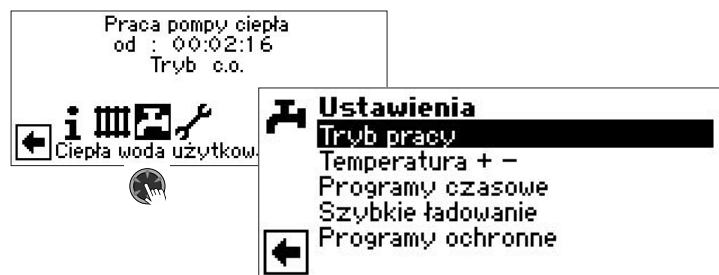 Praca pompy ciepła
od : 00:02:16
Tryb c.o.
Ciepła woda użytkow.
Ustawienia
Tryb pracy
Temperatura + −
Programy czasowe
Szybkie ładowanie
Programy ochronne